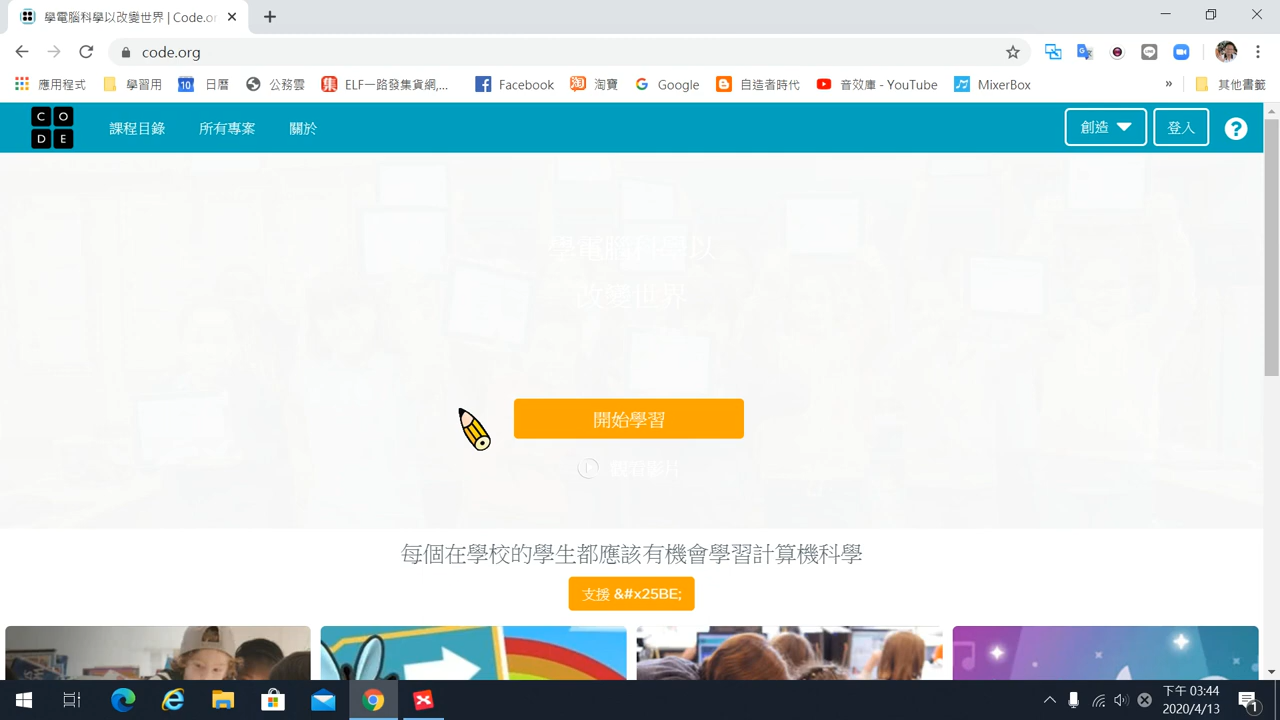 學電腦科學以改變世界 | Code.or
code.org
應用程式
學習用
10
日曆
公務雲
集
ELF一路發集貨網,...
Facebook
淘
淘寶
Google
自造者時代
音效庫 - YouTube
MixerBox
»
其他書籤
C O
D E
課程目錄
所有專案
關於
創造
登入
?
學電腦科學以
改變世界
開始學習
觀看影片
每個在學校的學生都應該有機會學習計算機科學
支援 &#x25BE;
下午 03:44
2020/4/13
1